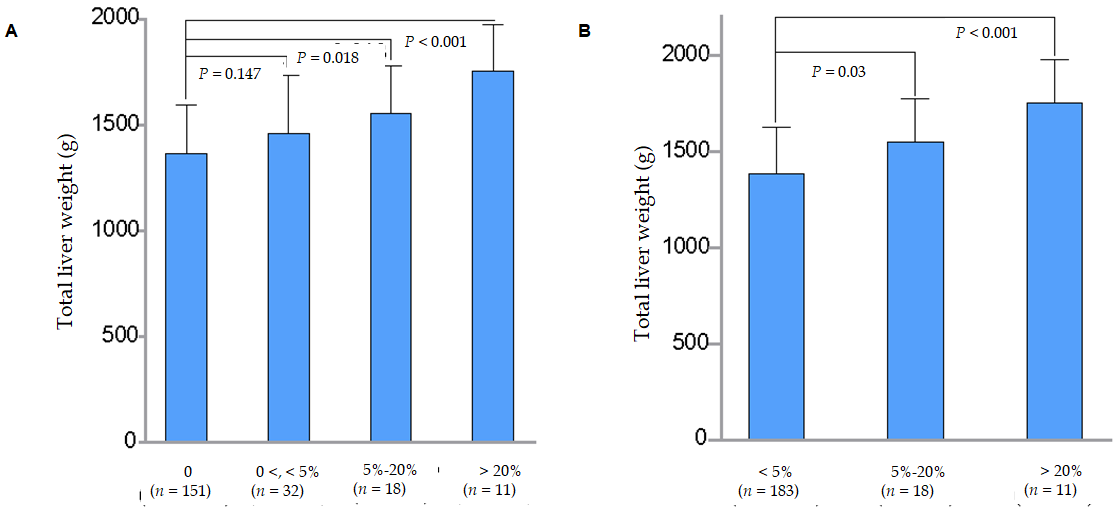 A
Total liver weight (g)
2000
1500
1000
500
0
P = 0.147
P = 0.018
P < 0.001
0
(n = 151)
0 <, < 5%
(n = 32)
5%-20%
(n = 18)
> 20%
(n = 11)
B
Total liver weight (g)
2000
1500
1000
500
0
P = 0.03
P < 0.001
< 5%
(n = 183)
5%-20%
(n = 18)
> 20%
(n = 11)